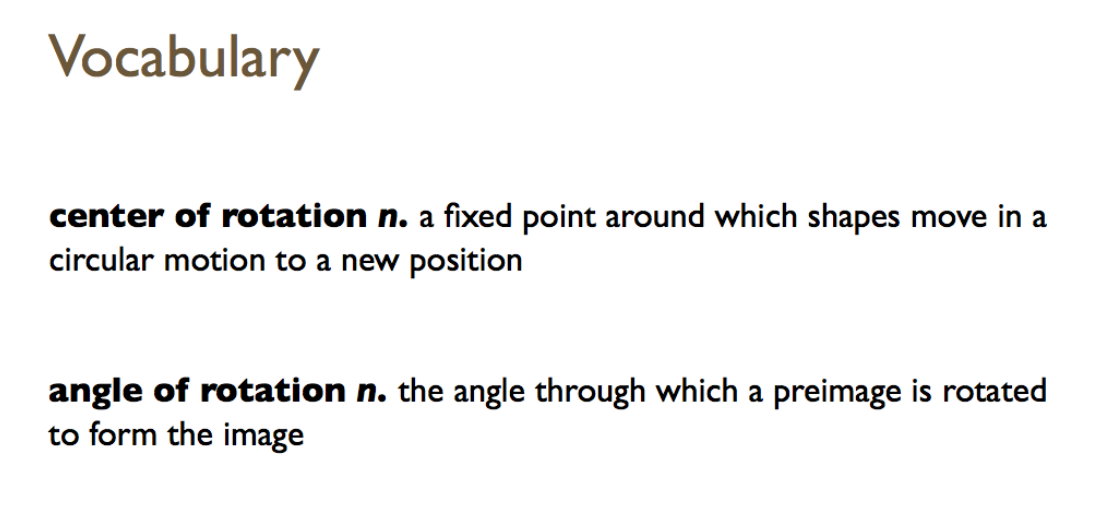 Vocabulary
center of rotation n. a fixed point around which shapes move in a
circular motion to a new position
angle of rotation n. the angle through which a preimage is rotated
to form the image